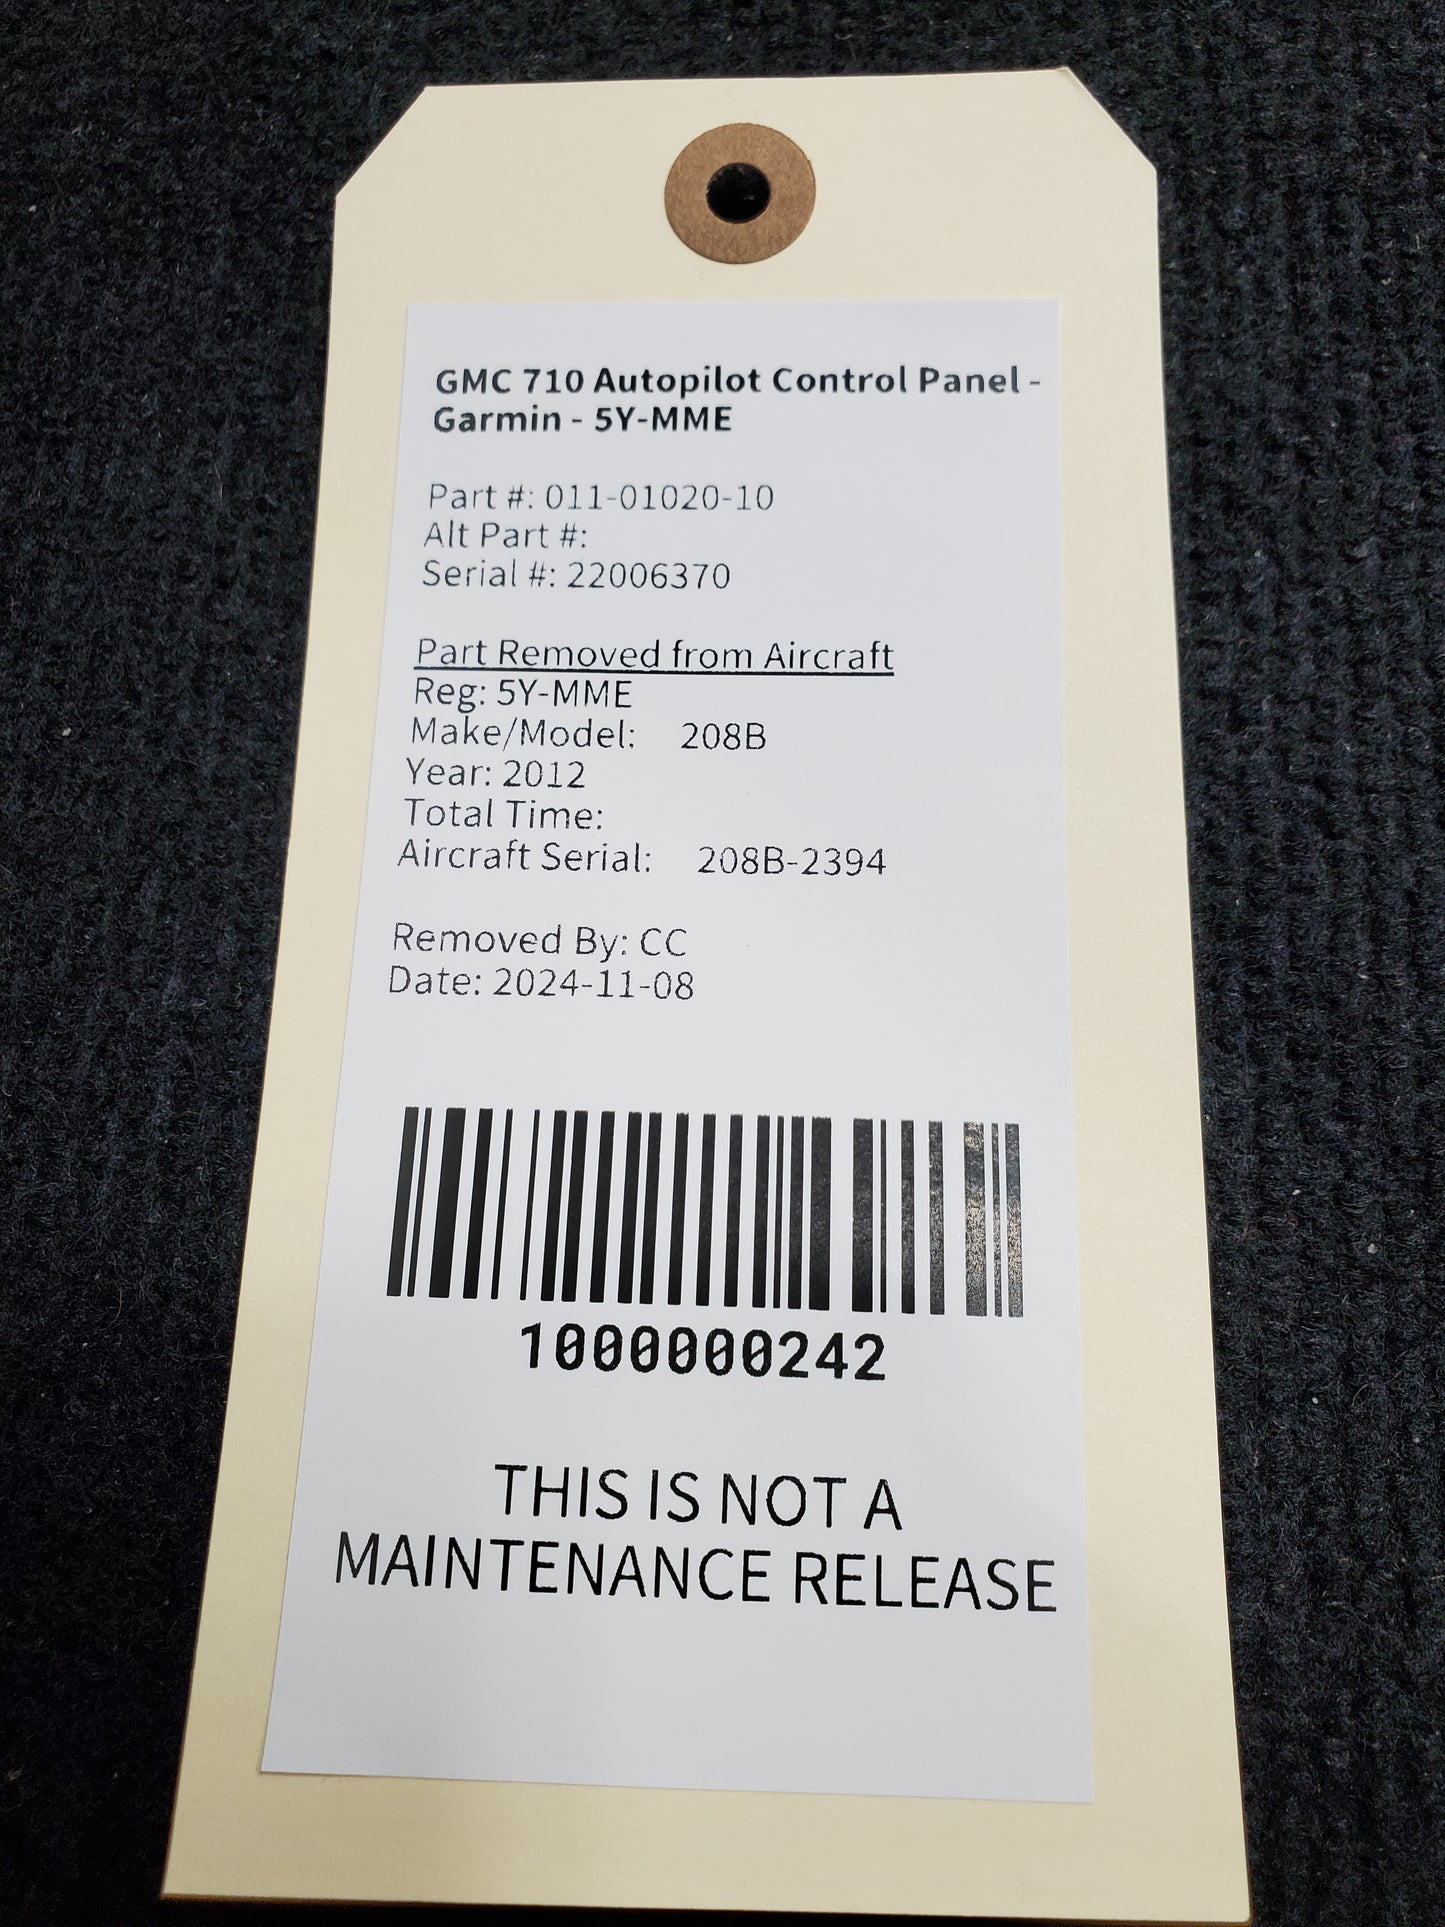 GMC 710 Autopilot Control Panel -
Garmin - 5Y-MME
Part #: 011-01020-10
Alt Part #:
Serial #: 22006370
Part Removed from Aircraft
Reg: 5Y-MME
Make/Model: 208B
Year: 2012
Total Time:
Aircraft Serial: 208B-2394
Removed By: CC
Date: 2024-11-08
1000000242
THIS IS NOT A
MAINTENANCE RELEASE